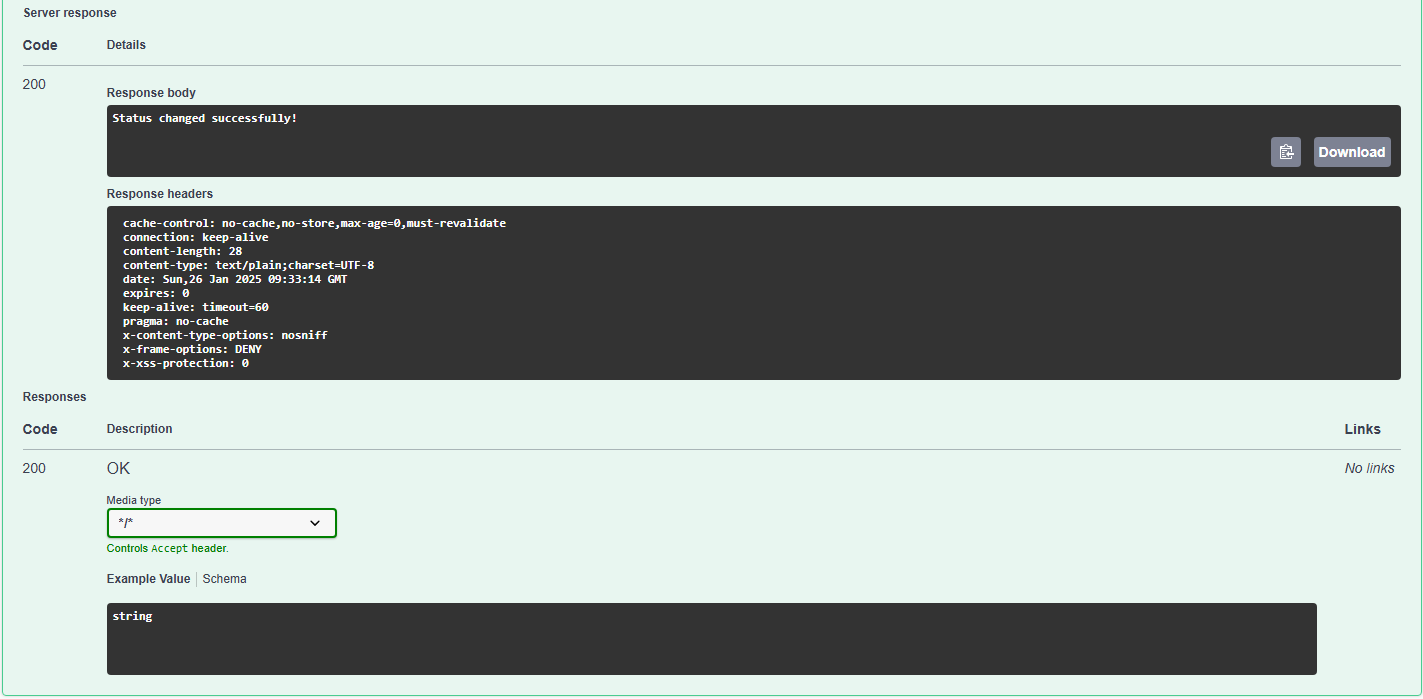 Server response
Code Details
200
Response body
Status changed successfully!
Download
Response headers
cache-control: no-cache,no-store,max-age=0,must-revalidate
connection: keep-alive
content-length: 28
content-type: text/plain;charset=UTF-8
date: Sun,26 Jan 2025 09:33:14 GMT
expires: 0
keep-alive: timeout=60
pragma: no-cache
x-content-type-options: nosniff
x-frame-options: DENY
x-xss-protection: 0
Responses
Code Description Links
200 OK No links
Media type
*/*
Controls Accept header.
Example Value Schema
string